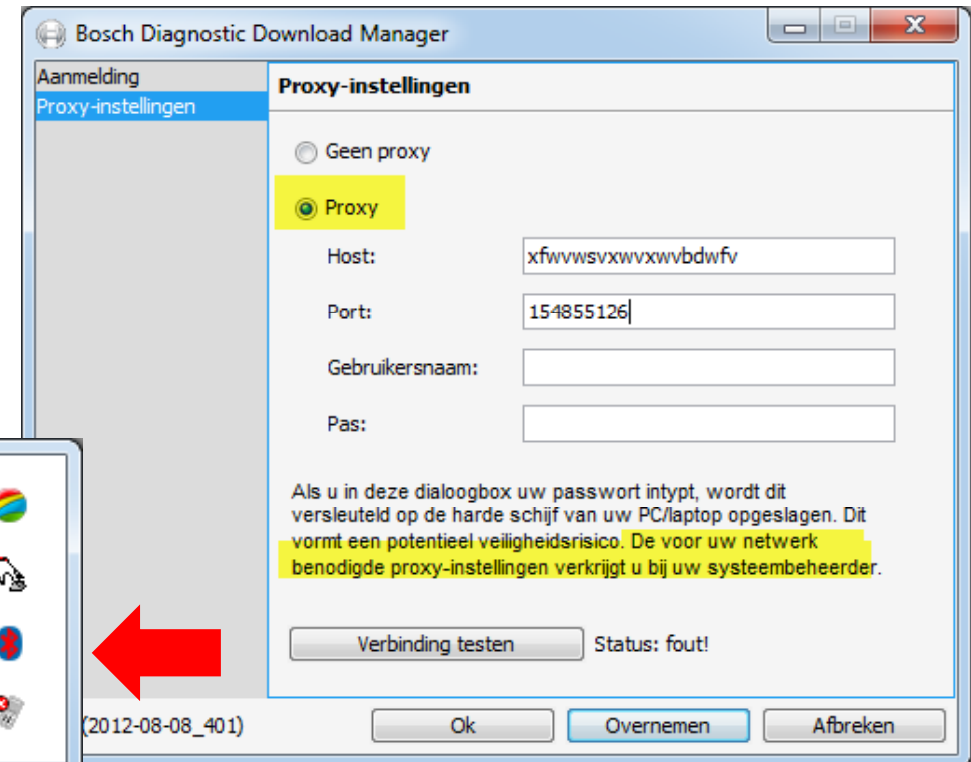 Bosch Diagnostic Download Manager
Aanmelding
Proxy-instellingen
Proxy-instellingen
Geen proxy
Proxy
Host:
xfwvwsvxwvxwvbdwfv
Port:
154855126
Gebruikersnaam:
Pas:
Als u in deze dialoogbox uw passwort intypt, wordt dit
versleuteld op de harde schijf van uw PC/laptop opgeslagen. Dit
vormt een potentieel veiligheidsrisico. De voor uw netwerk
benodigde proxy-instellingen verkrijgt u bij uw systeembeheerder.
Verbinding testen
Status: fout!
(2012-08-08_401)
Ok
Overnemen
Afbreken